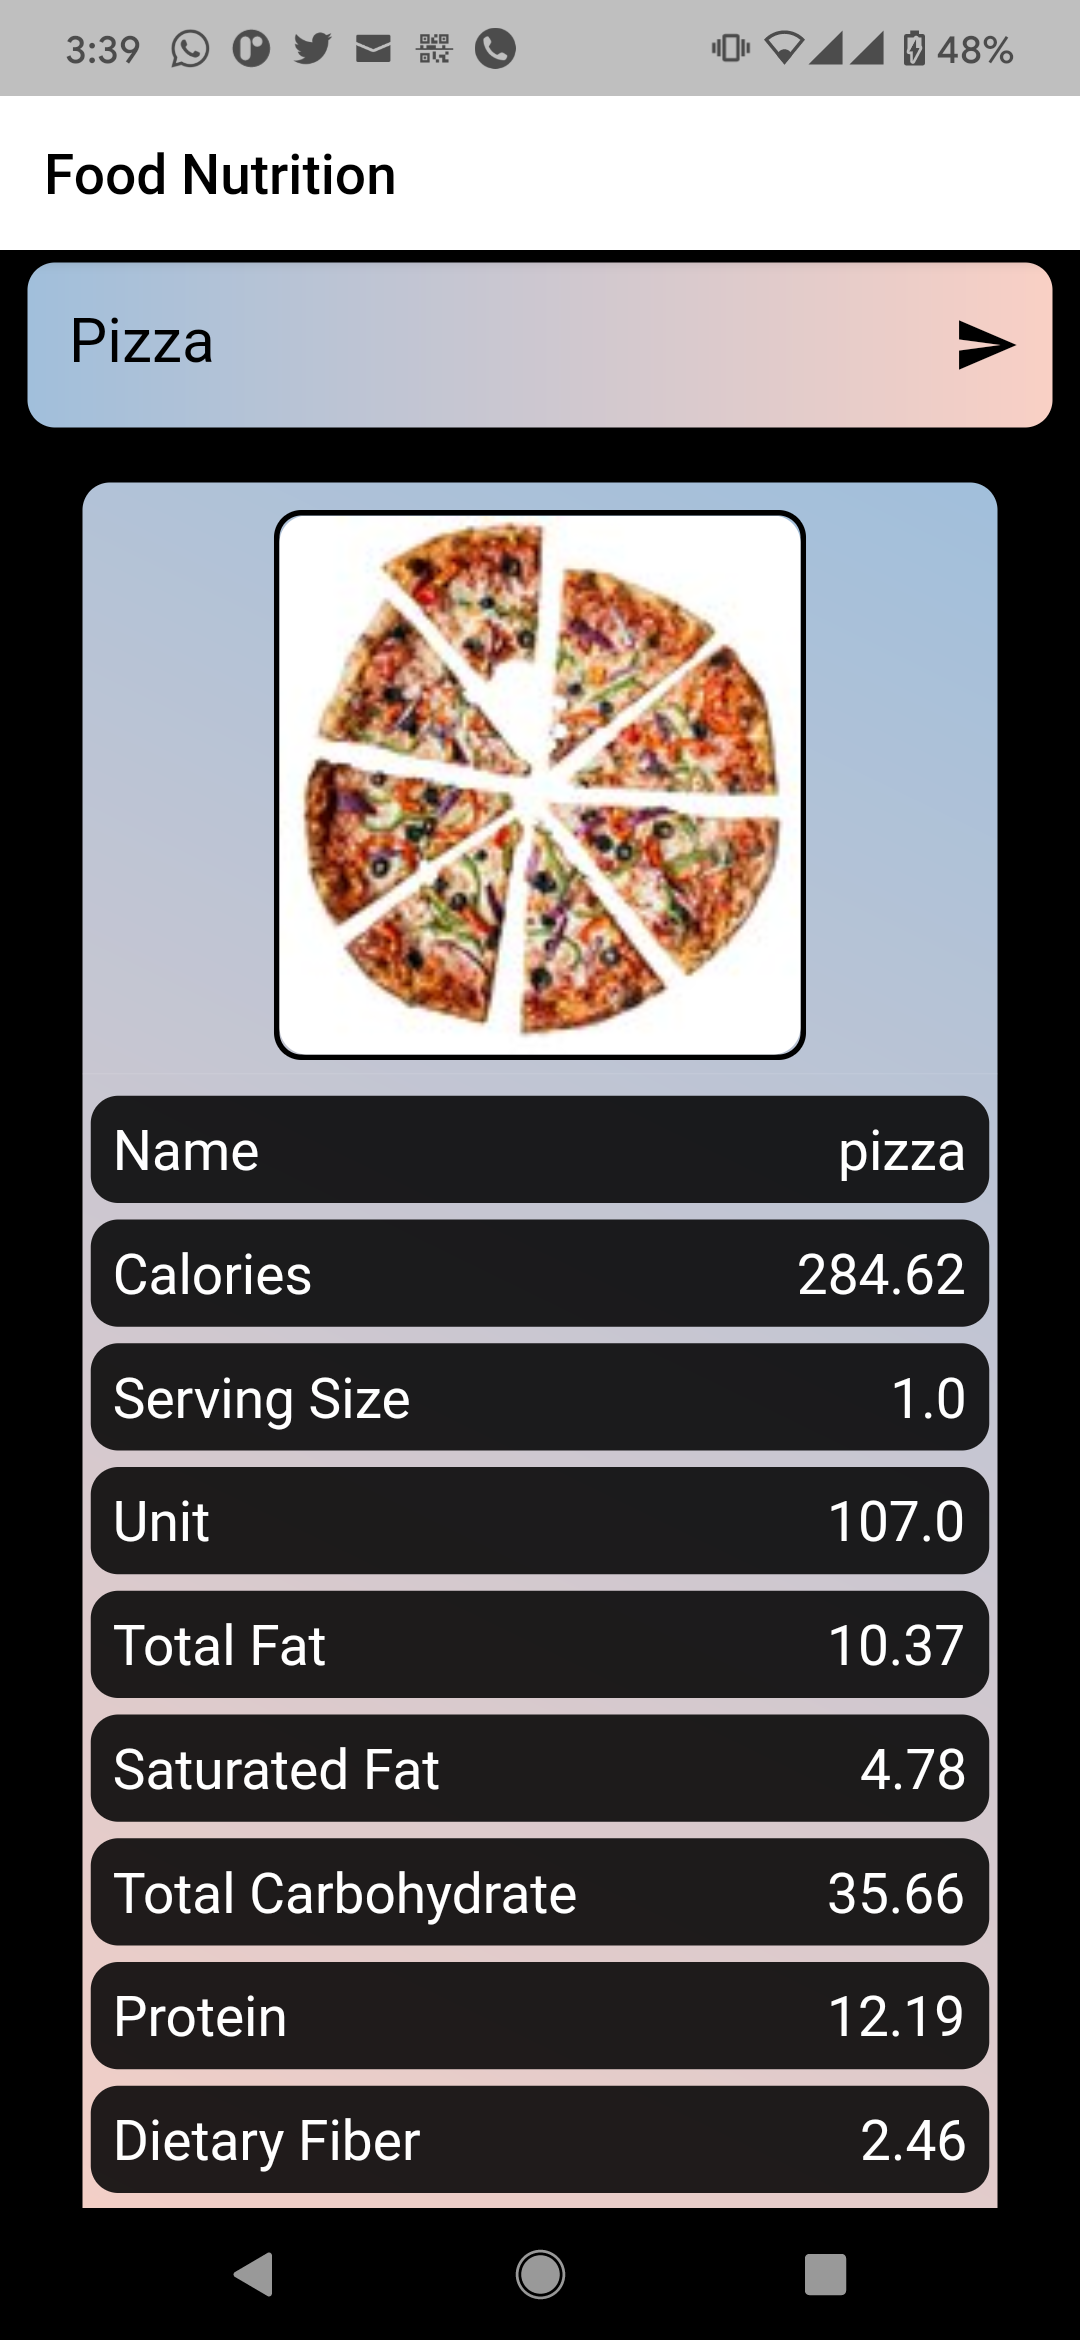 3:39 48%
Food Nutrition
Pizza
Name pizza
Calories 284.62
Serving Size 1.0
Unit 107.0
Total Fat 10.37
Saturated Fat 4.78
Total Carbohydrate 35.66
Protein 12.19
Dietary Fiber 2.46